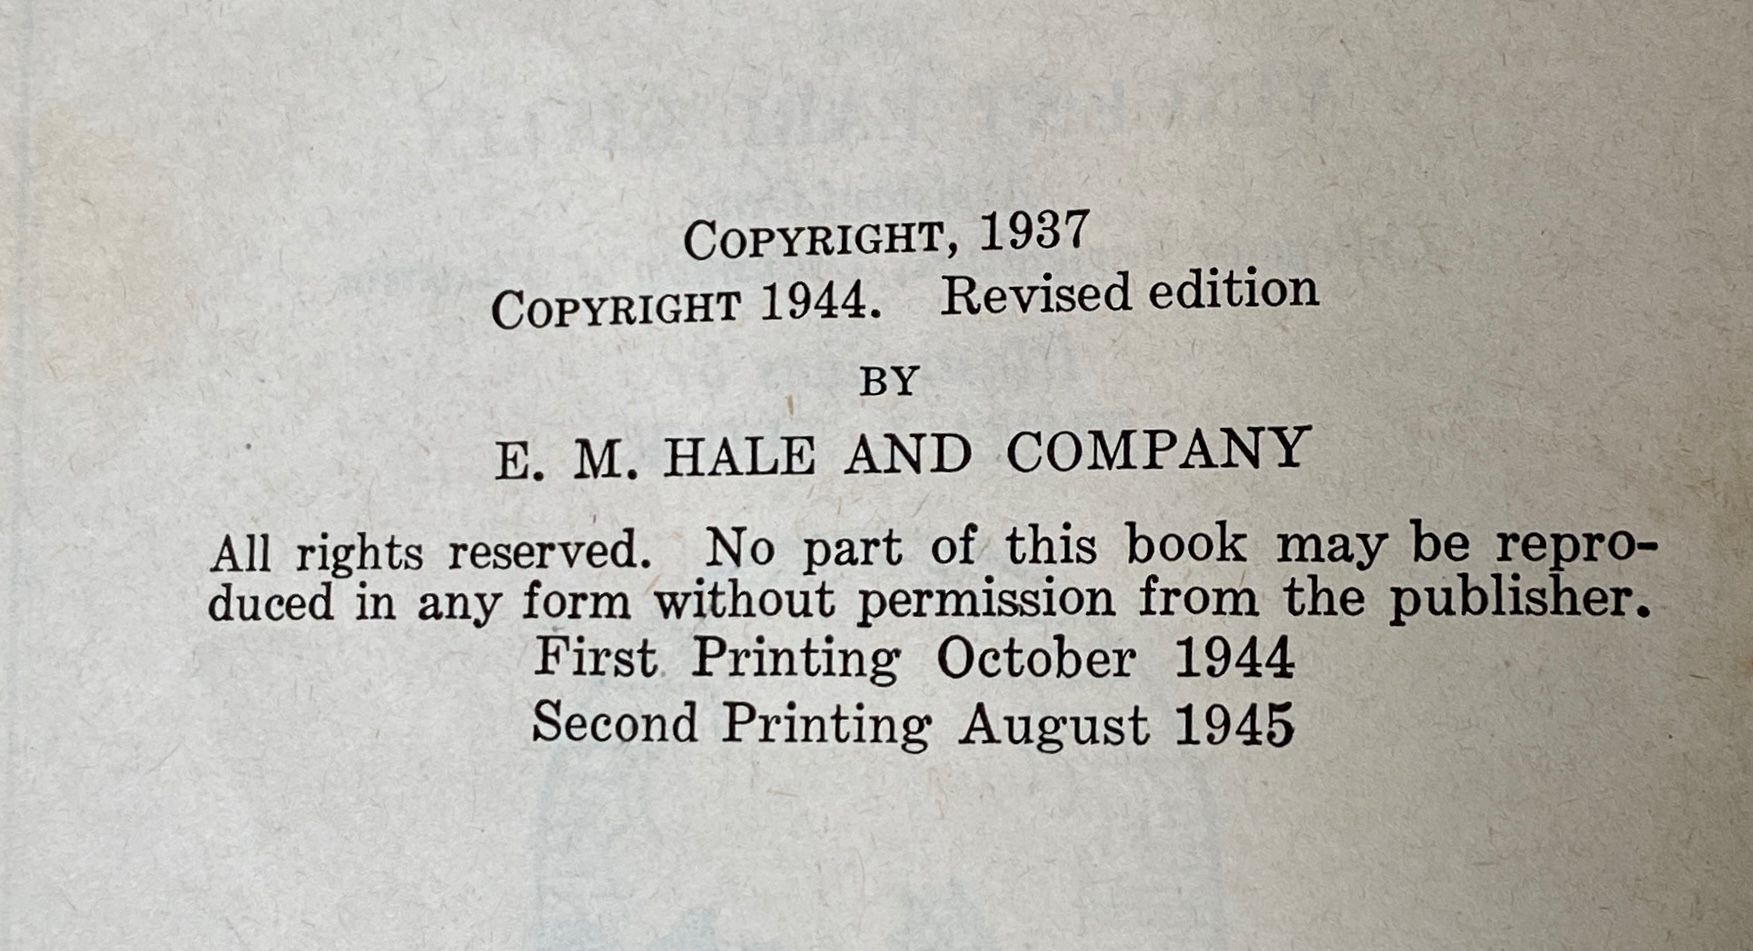 COPYRIGHT, 1937
COPYRIGHT 1944. Revised edition
BY
E. M. HALE AND COMPANY
All rights reserved. No part of this book may be repro-
duced in any form without permission from the publisher.
First Printing October 1944
Second Printing August 1945